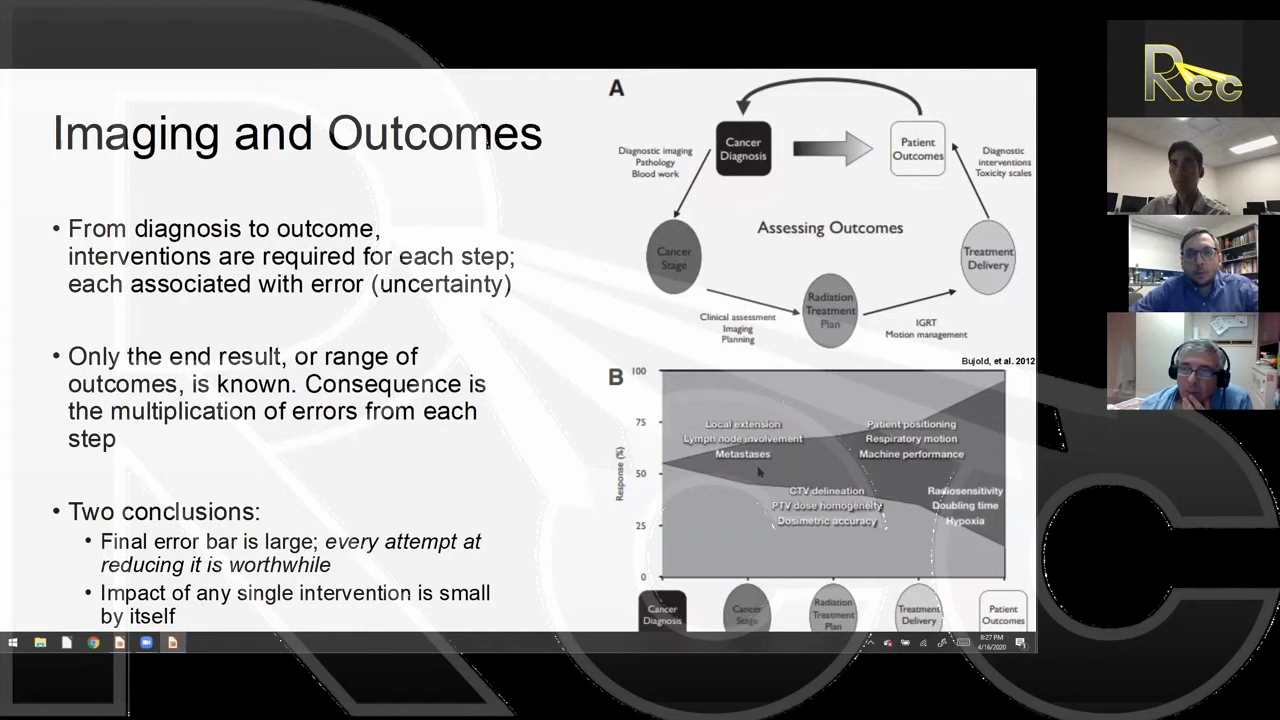 Imaging and Outcomes
• From diagnosis to outcome,
interventions are required for each step;
each associated with error (uncertainty)
• Only the end result, or range of
outcomes, is known. Consequence is
the multiplication of errors from each
step
• Two conclusions:
• Final error bar is large; every attempt at
reducing it is worthwhile
• Impact of any single intervention is small
by itself
A
Cancer
Diagnosis
Patient
Outcomes
Diagnostic imaging
Pathology
Blood work
Diagnostic
interventions
Toxicity scales
Assessing Outcomes
Cancer
Stage
Treatment
Delivery
Radiation
Treatment
Plan
Clinical assessment
Imaging
Planning
IGRT
Motion management
Bujold, et al. 2012
B
Response (%)
100
75
50
25
0
Local extension
Lymph node involvement
Metastases
Patient positioning
Respiratory motion
Machine performance
CTV delineation
PTV dose homogeneity
Dosimetric accuracy
Radiosensitivity
Doubling time
Hypoxia
Cancer
Diagnosis
Cancer
Stage
Radiation
Treatment
Plan
Treatment
Delivery
Patient
Outcomes
8:27 PM
4/16/2020
Rcc